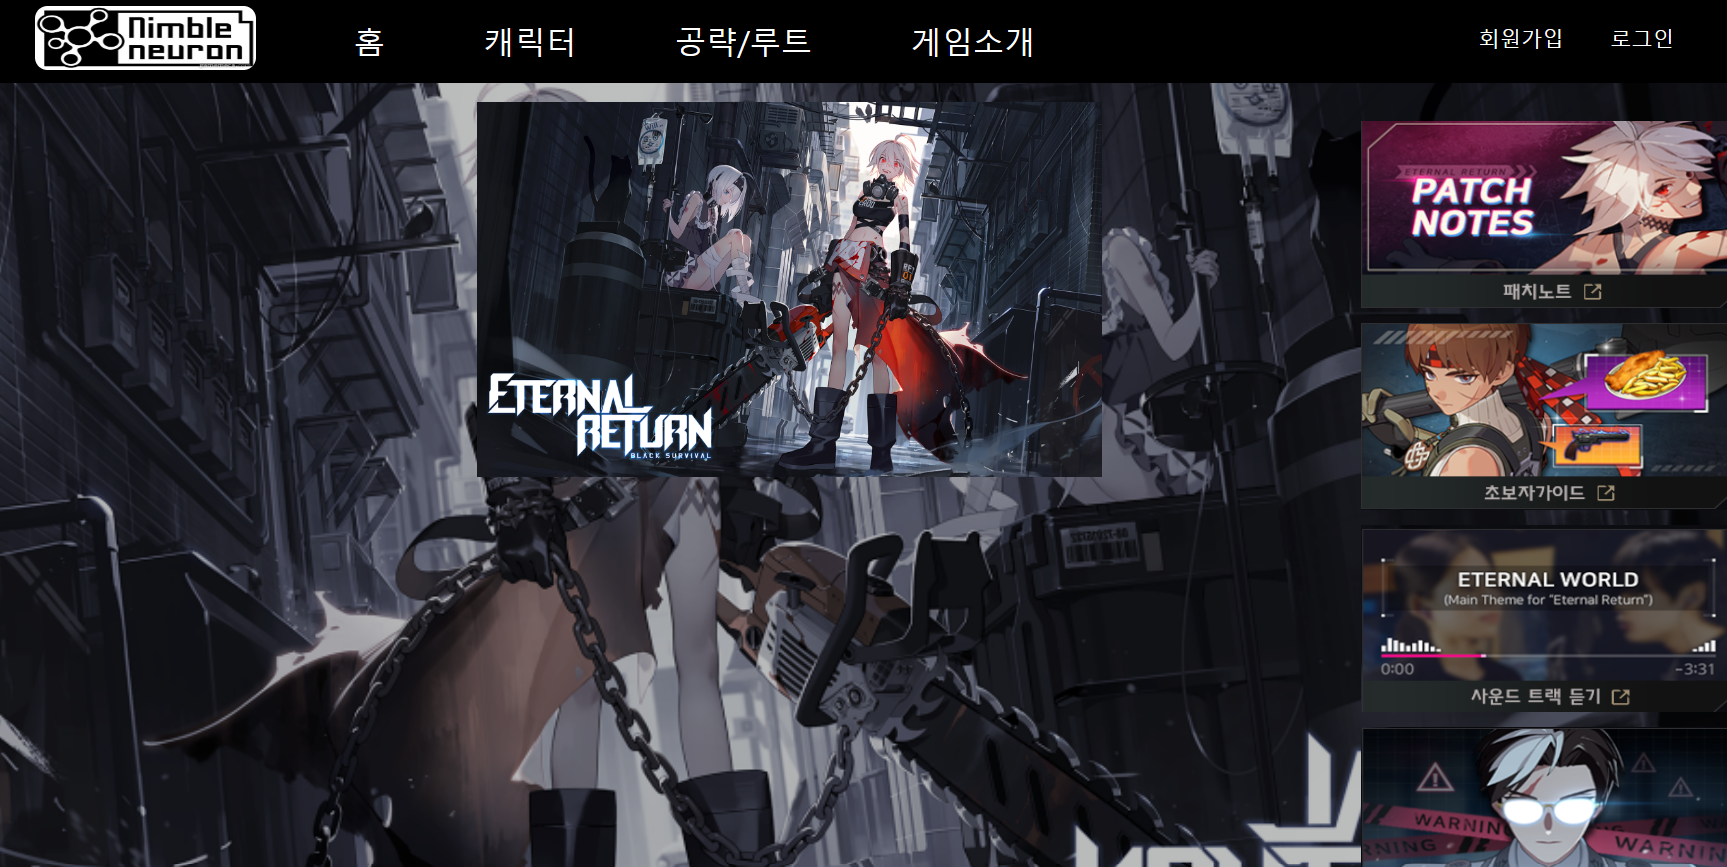 Nimble
neuron
홈
캐릭터
공략/루트
게임소개
회원가입
로그인
ETERNAL
RETURN
BLACK SURVIVAL
ETERNAL RETURN
PATCH
NOTES
패치노트
초보자가이드
ETERNAL WORLD
(Main Theme for "Eternal Return")
0:00
-3:31
사운드 트랙 듣기
WARNING
WARNING